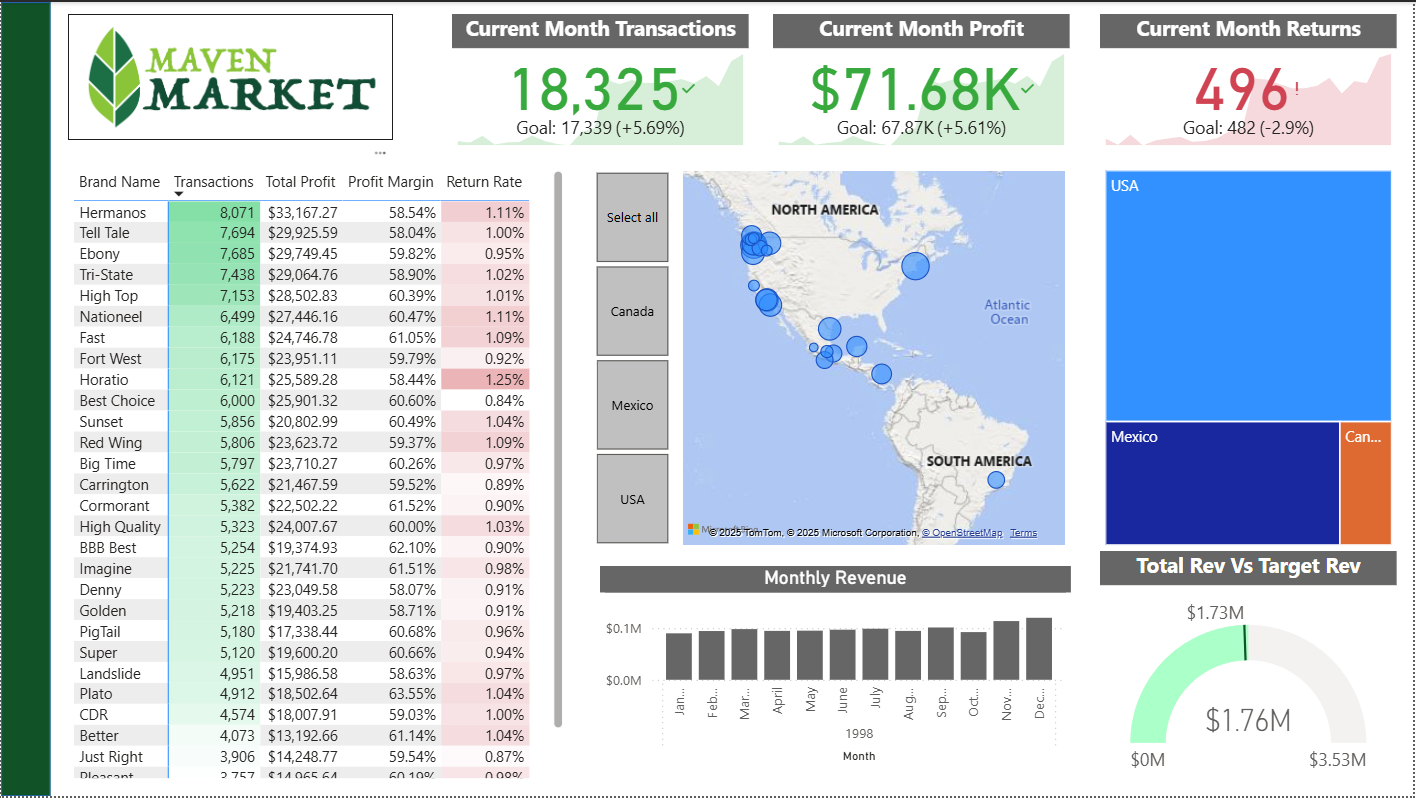 MAVEN
MARKET
Current Month Transactions
18,325
Goal: 17,339 (+5.69%)
Current Month Profit
$71.68K
Goal: 67.87K (+5.61%)
Current Month Returns
496!
Goal: 482 (-2.9%)
Brand Name Transactions Total Profit Profit Margin Return Rate
Hermanos 8,071 $33,167.27 58.54% 1.11%
Tell Tale 7,694 $29,925.59 58.04% 1.00%
Ebony 7,685 $29,749.45 59.82% 0.95%
Tri-State 7,438 $29,064.76 58.90% 1.02%
High Top 7,153 $28,502.83 60.39% 1.01%
Nationeel 6,499 $27,446.16 60.47% 1.11%
Fast 6,188 $24,746.78 61.05% 1.09%
Fort West 6,175 $23,951.11 59.79% 0.92%
Horatio 6,121 $25,589.28 58.44% 1.25%
Best Choice 6,000 $25,901.32 60.60% 0.84%
Sunset 5,856 $20,802.99 60.49% 1.04%
Red Wing 5,806 $23,623.72 59.37% 1.09%
Big Time 5,797 $23,710.27 60.26% 0.97%
Carrington 5,622 $21,467.59 59.52% 0.89%
Cormorant 5,382 $22,502.22 61.52% 0.90%
High Quality 5,323 $24,007.67 60.00% 1.03%
BBB Best 5,254 $19,374.93 62.10% 0.90%
Imagine 5,225 $21,741.70 61.51% 0.98%
Denny 5,223 $23,049.58 58.07% 0.91%
Golden 5,218 $19,403.25 58.71% 0.91%
PigTail 5,180 $17,338.44 60.68% 0.96%
Super 5,120 $19,600.20 60.66% 0.94%
Landslide 4,951 $15,986.58 58.63% 0.97%
Plato 4,912 $18,502.64 63.55% 1.04%
CDR 4,574 $18,007.91 59.03% 1.00%
Better 4,073 $13,192.66 61.14% 1.04%
Just Right 3,906 $14,248.77 59.54% 0.87%
Pleasant 3,757 $14,965.64 60.19% 0.98%
Select all
Canada
Mexico
USA
NORTH AMERICA
Atlantic
Ocean
SOUTH AMERICA
© 2025 TomTom, © 2025 Microsoft Corporation, © OpenStreetMap Terms
USA
Mexico
Can...
Monthly Revenue
$0.1M
$0.0M
Jan...
Feb...
Mar...
April
May
June
July
Aug...
Sep...
Oct...
Nov...
Dec...
1998
Month
Total Rev Vs Target Rev
$1.73M
$1.76M
$0M
$3.53M